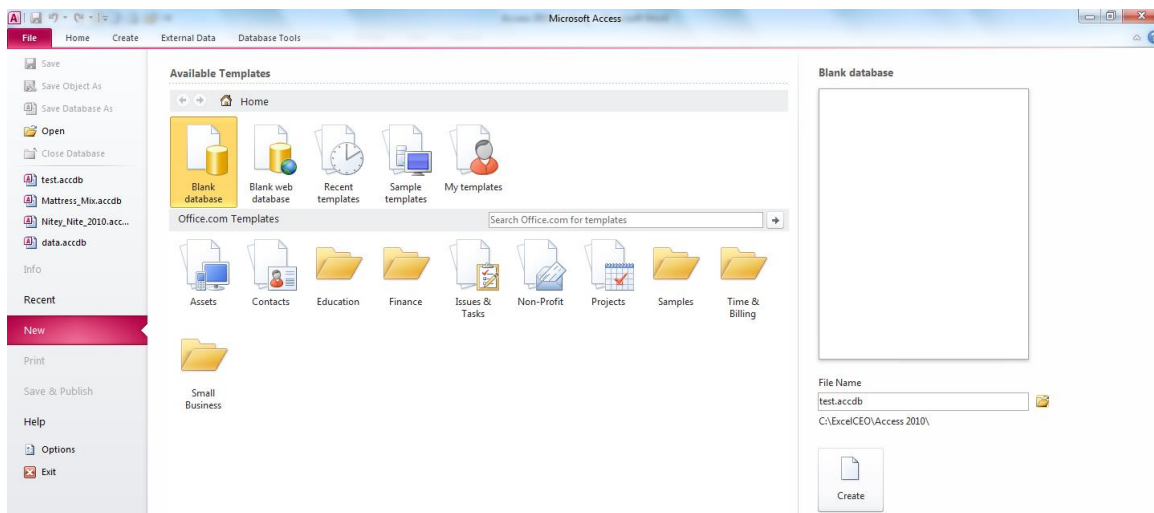 Microsoft Access
File Home Create External Data Database Tools
Save
Save Object As
Save Database As
Open
Close Database
test.accdb
Mattress_Mix.accdb
Nitey_Nite_2010.acc...
data.accdb
Info
Recent
New
Print
Save & Publish
Help
Options
Exit
Available Templates
Home
Blank database
Blank web database
Recent templates
Sample templates
My templates
Office.com Templates
Search Office.com for templates
Assets
Contacts
Education
Finance
Issues & Tasks
Non-Profit
Projects
Samples
Time & Billing
Small Business
Blank database
File Name
test.accdb
C:\ExcelCEO\Access 2010\
Create